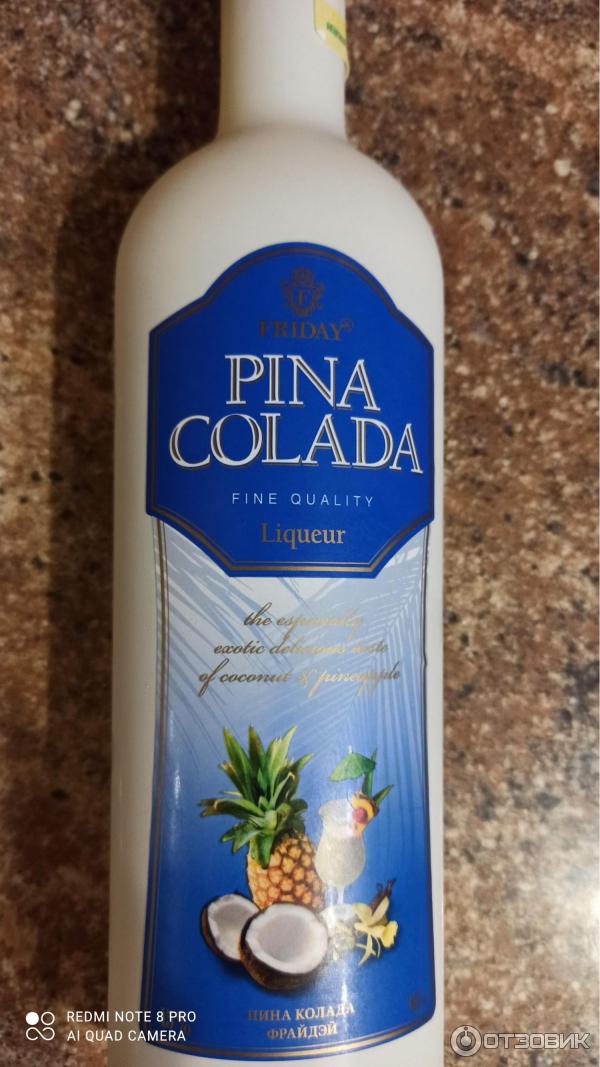 F
FRIDAY
PINA
COLADA
FINE QUALITY
Liqueur
the especially
exotic delicious taste
of coconut & pineapple
ПИНА КОЛАДА
ФРАЙДЭЙ
REDMI NOTE 8 PRO
AI QUAD CAMERA
ОТЗОВИК